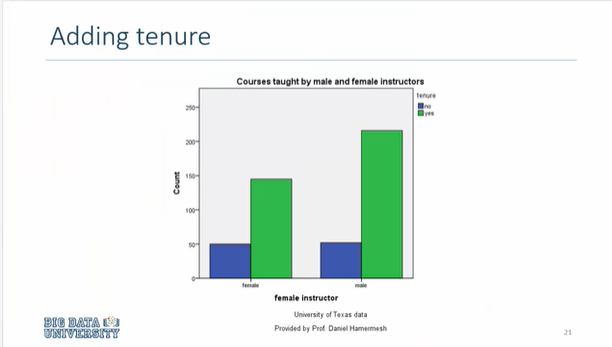 Adding tenure
Courses taught by male and female instructors
tenure
no
yes
250
200
150
100
50
0
Count
female
male
female instructor
University of Texas data
Provided by Prof. Daniel Hamermesh
BIG DATA
UNIVERSITY
21